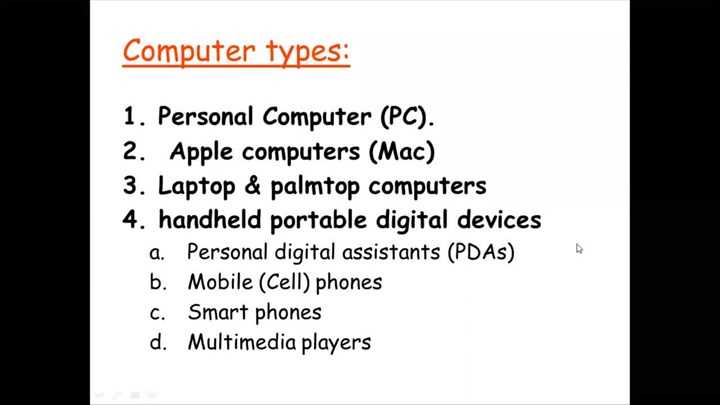 Computer types:
1. Personal Computer (PC).
2. Apple computers (Mac)
3. Laptop & palmtop computers
4. handheld portable digital devices
a. Personal digital assistants (PDAs)
b. Mobile (Cell) phones
c. Smart phones
d. Multimedia players